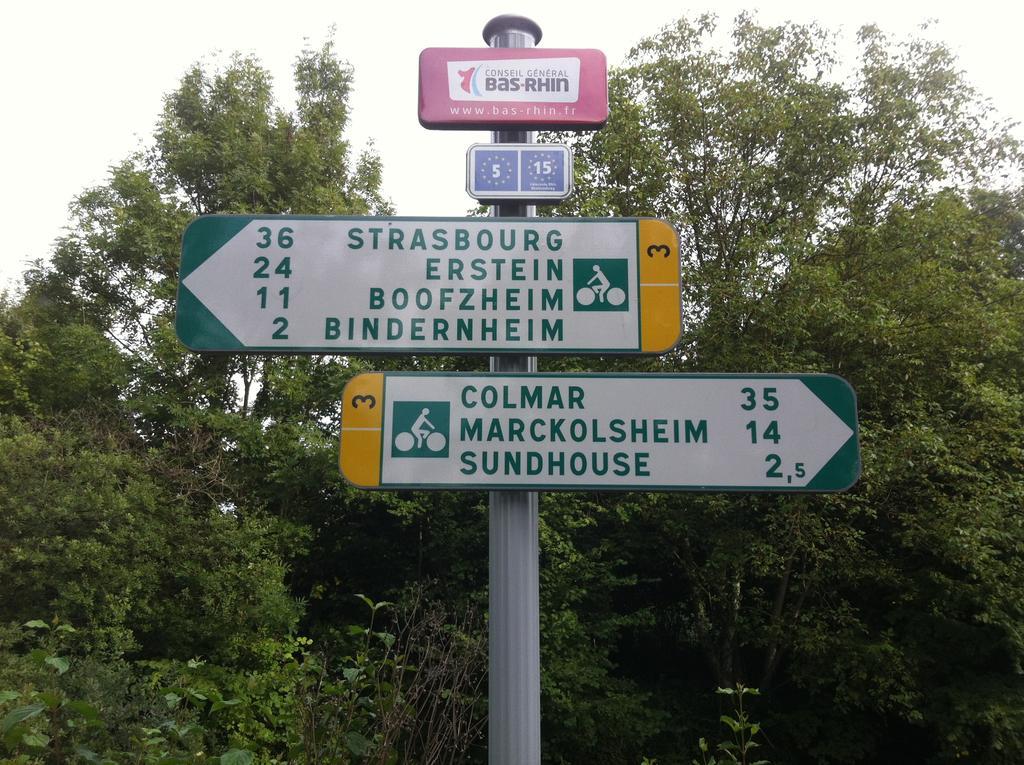 CONSEIL GÉNÉRAL
BAS-RHIN
www.bas-rhin.fr
5 15
36 STRASBOURG 3
24 ERSTEIN
11 BOOFZHEIM
2 BINDERNHEIM
3 COLMAR 35
MARCKOLSHEIM 14
SUNDHOUSE 2,5